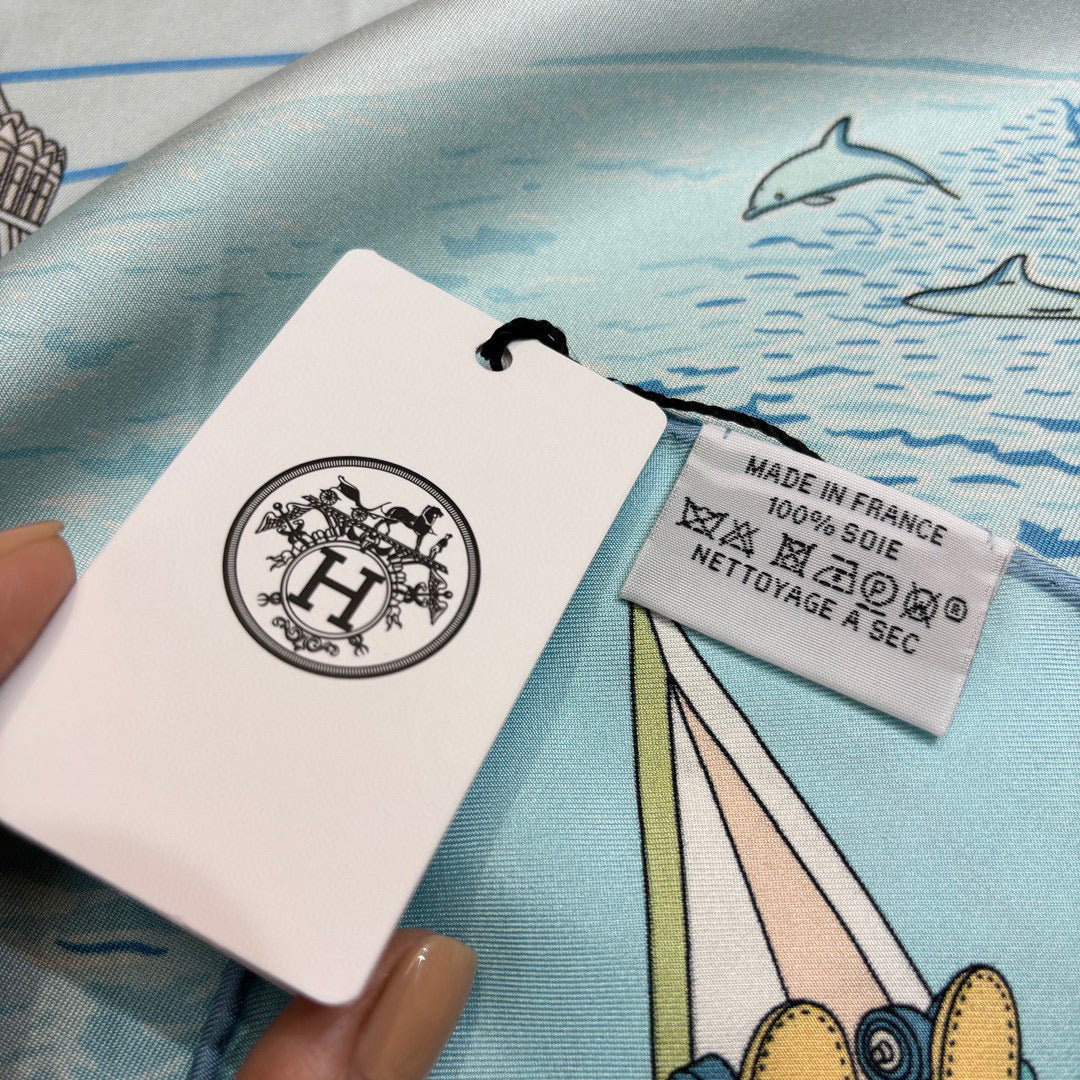 H
MADE IN FRANCE
100% SOIE
P ®
NETTOYAGE À SEC